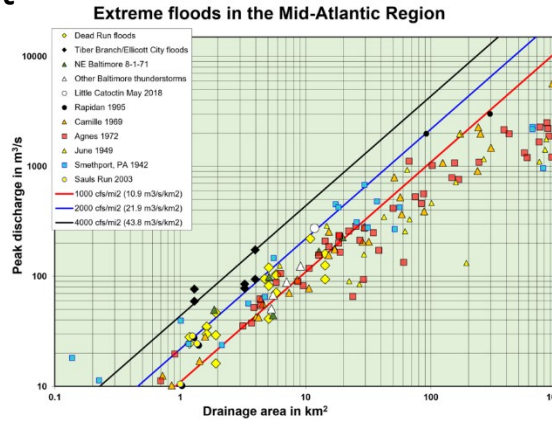 c
Extreme floods in the Mid-Atlantic Region
10000
1000
100
10
Peak discharge in m³/s
Dead Run floods
Tiber Branch/Ellicott City floods
NE Baltimore 8-1-71
Other Baltimore thunderstorms
Little Catoctin May 2018
Rapidan 1995
Camille 1969
Agnes 1972
June 1949
Smethport, PA 1942
Sauls Run 2003
1000 cfs/mi2 (10.9 m3/s/km2)
2000 cfs/mi2 (21.9 m3/s/km2)
4000 cfs/mi2 (43.8 m3/s/km2)
0.1 1 10 100
Drainage area in km²